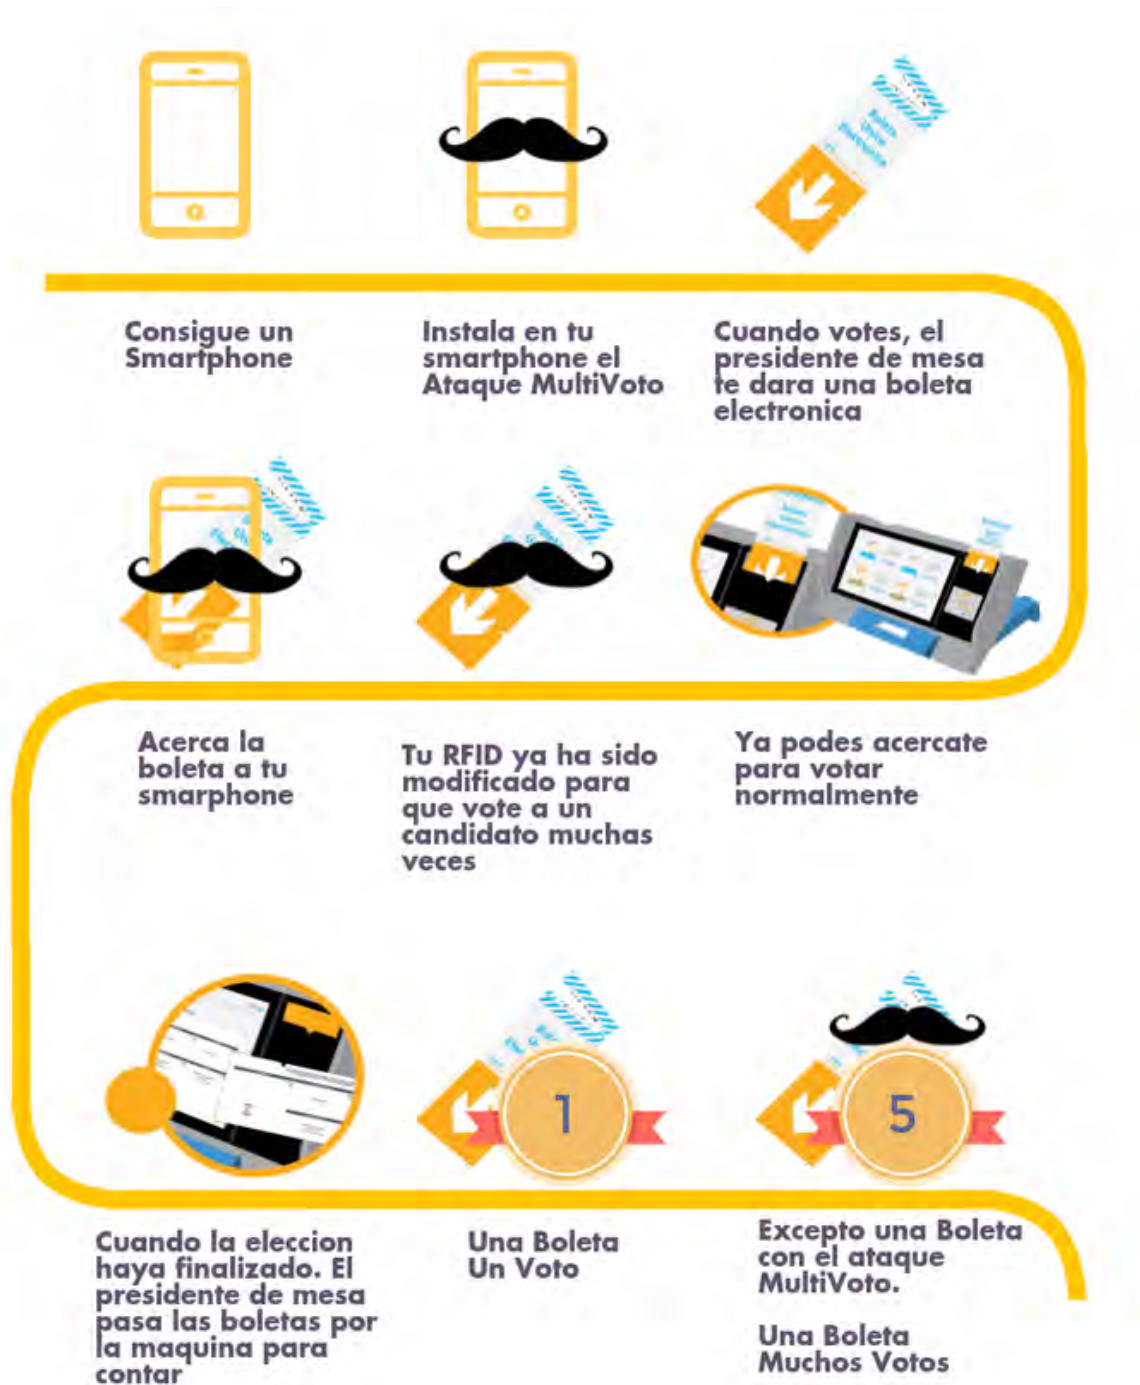 Consigue un
Smartphone
Instala en tu
smartphone el
Ataque MultiVoto
Cuando votes, el
presidente de mesa
te dara una boleta
electronica
Boleta
Unica
Electronica
Acerca la
boleta a tu
smarphone
Tu RFID ya ha sido
modificado para
que vote a un
candidato muchas
veces
Ya podes acercate
para votar
normalmente
1
5
Cuando la eleccion
haya finalizado. El
presidente de mesa
pasa las boletas por
la maquina para
contar
Una Boleta
Un Voto
Excepto una Boleta
con el ataque
MultiVoto.
Una Boleta
Muchos Votos